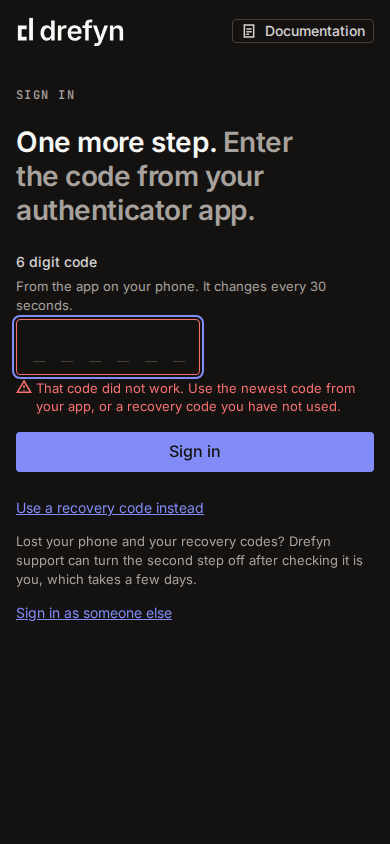 drefyn
Documentation
SIGN IN
One more step. Enter
the code from your
authenticator app.
6 digit code
From the app on your phone. It changes every 30
seconds.
_ _ _ _ _ _
That code did not work. Use the newest code from
your app, or a recovery code you have not used.
Sign in
Use a recovery code instead
Lost your phone and your recovery codes? Drefyn
support can turn the second step off after checking it is
you, which takes a few days.
Sign in as someone else